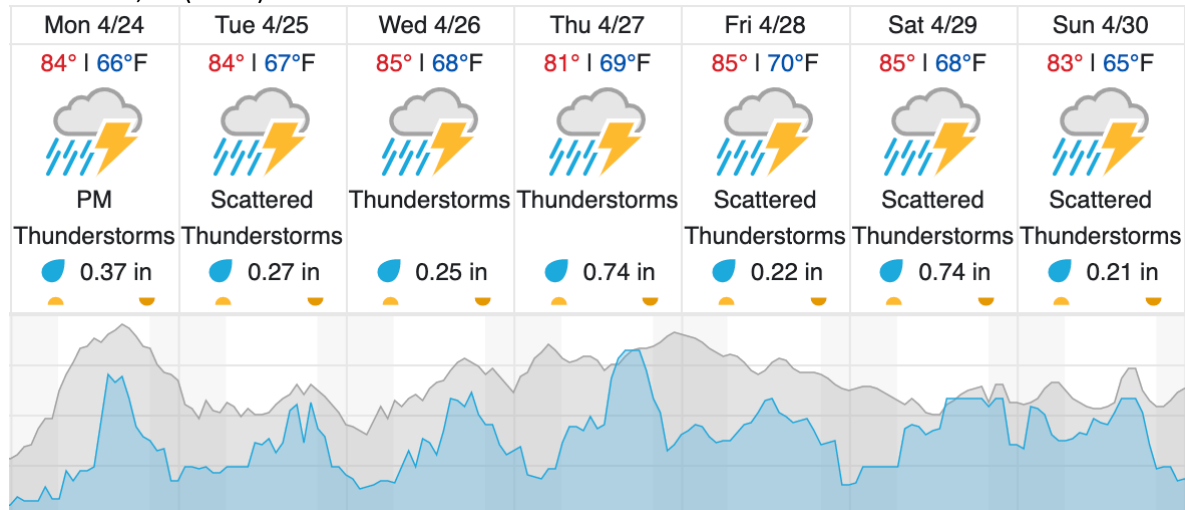 Mon 4/24 Tue 4/25 Wed 4/26 Thu 4/27 Fri 4/28 Sat 4/29 Sun 4/30
84° | 66°F 84° | 67°F 85° | 68°F 81° | 69°F 85° | 70°F 85° | 68°F 83° | 65°F
PM Scattered Thunderstorms Thunderstorms Scattered Scattered Scattered
Thunderstorms Thunderstorms Thunderstorms Thunderstorms Thunderstorms
0.37 in 0.27 in 0.25 in 0.74 in 0.22 in 0.74 in 0.21 in